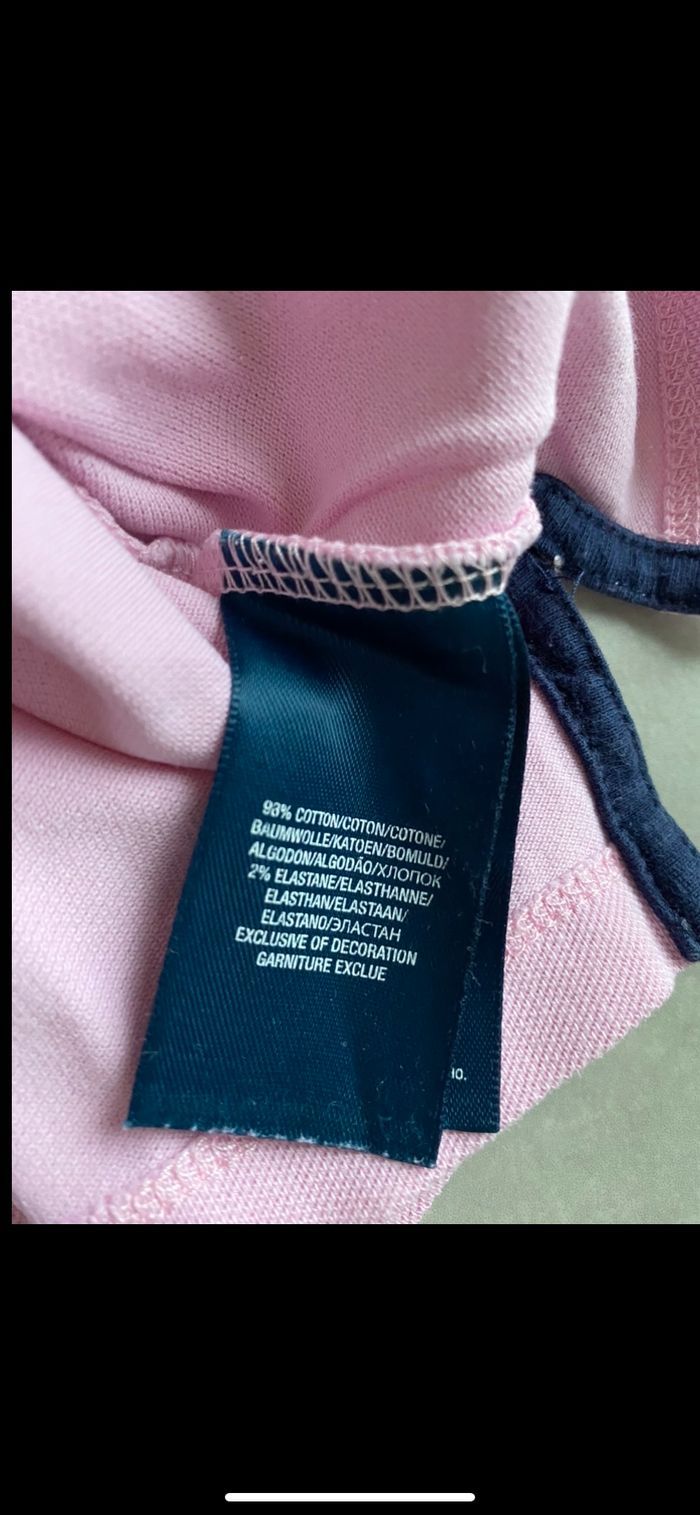 98% COTTON/COTON/COTONE/
BAUMWOLLE/KATOEN/BOMULD/
ALGODON/ALGODÃO/ХЛОПОК
2% ELASTANE/ELASTHANNE/
ELASTHAN/ELASTAAN/
ELASTANO/ЭЛАСТАН
EXCLUSIVE OF DECORATION
GARNITURE EXCLUE